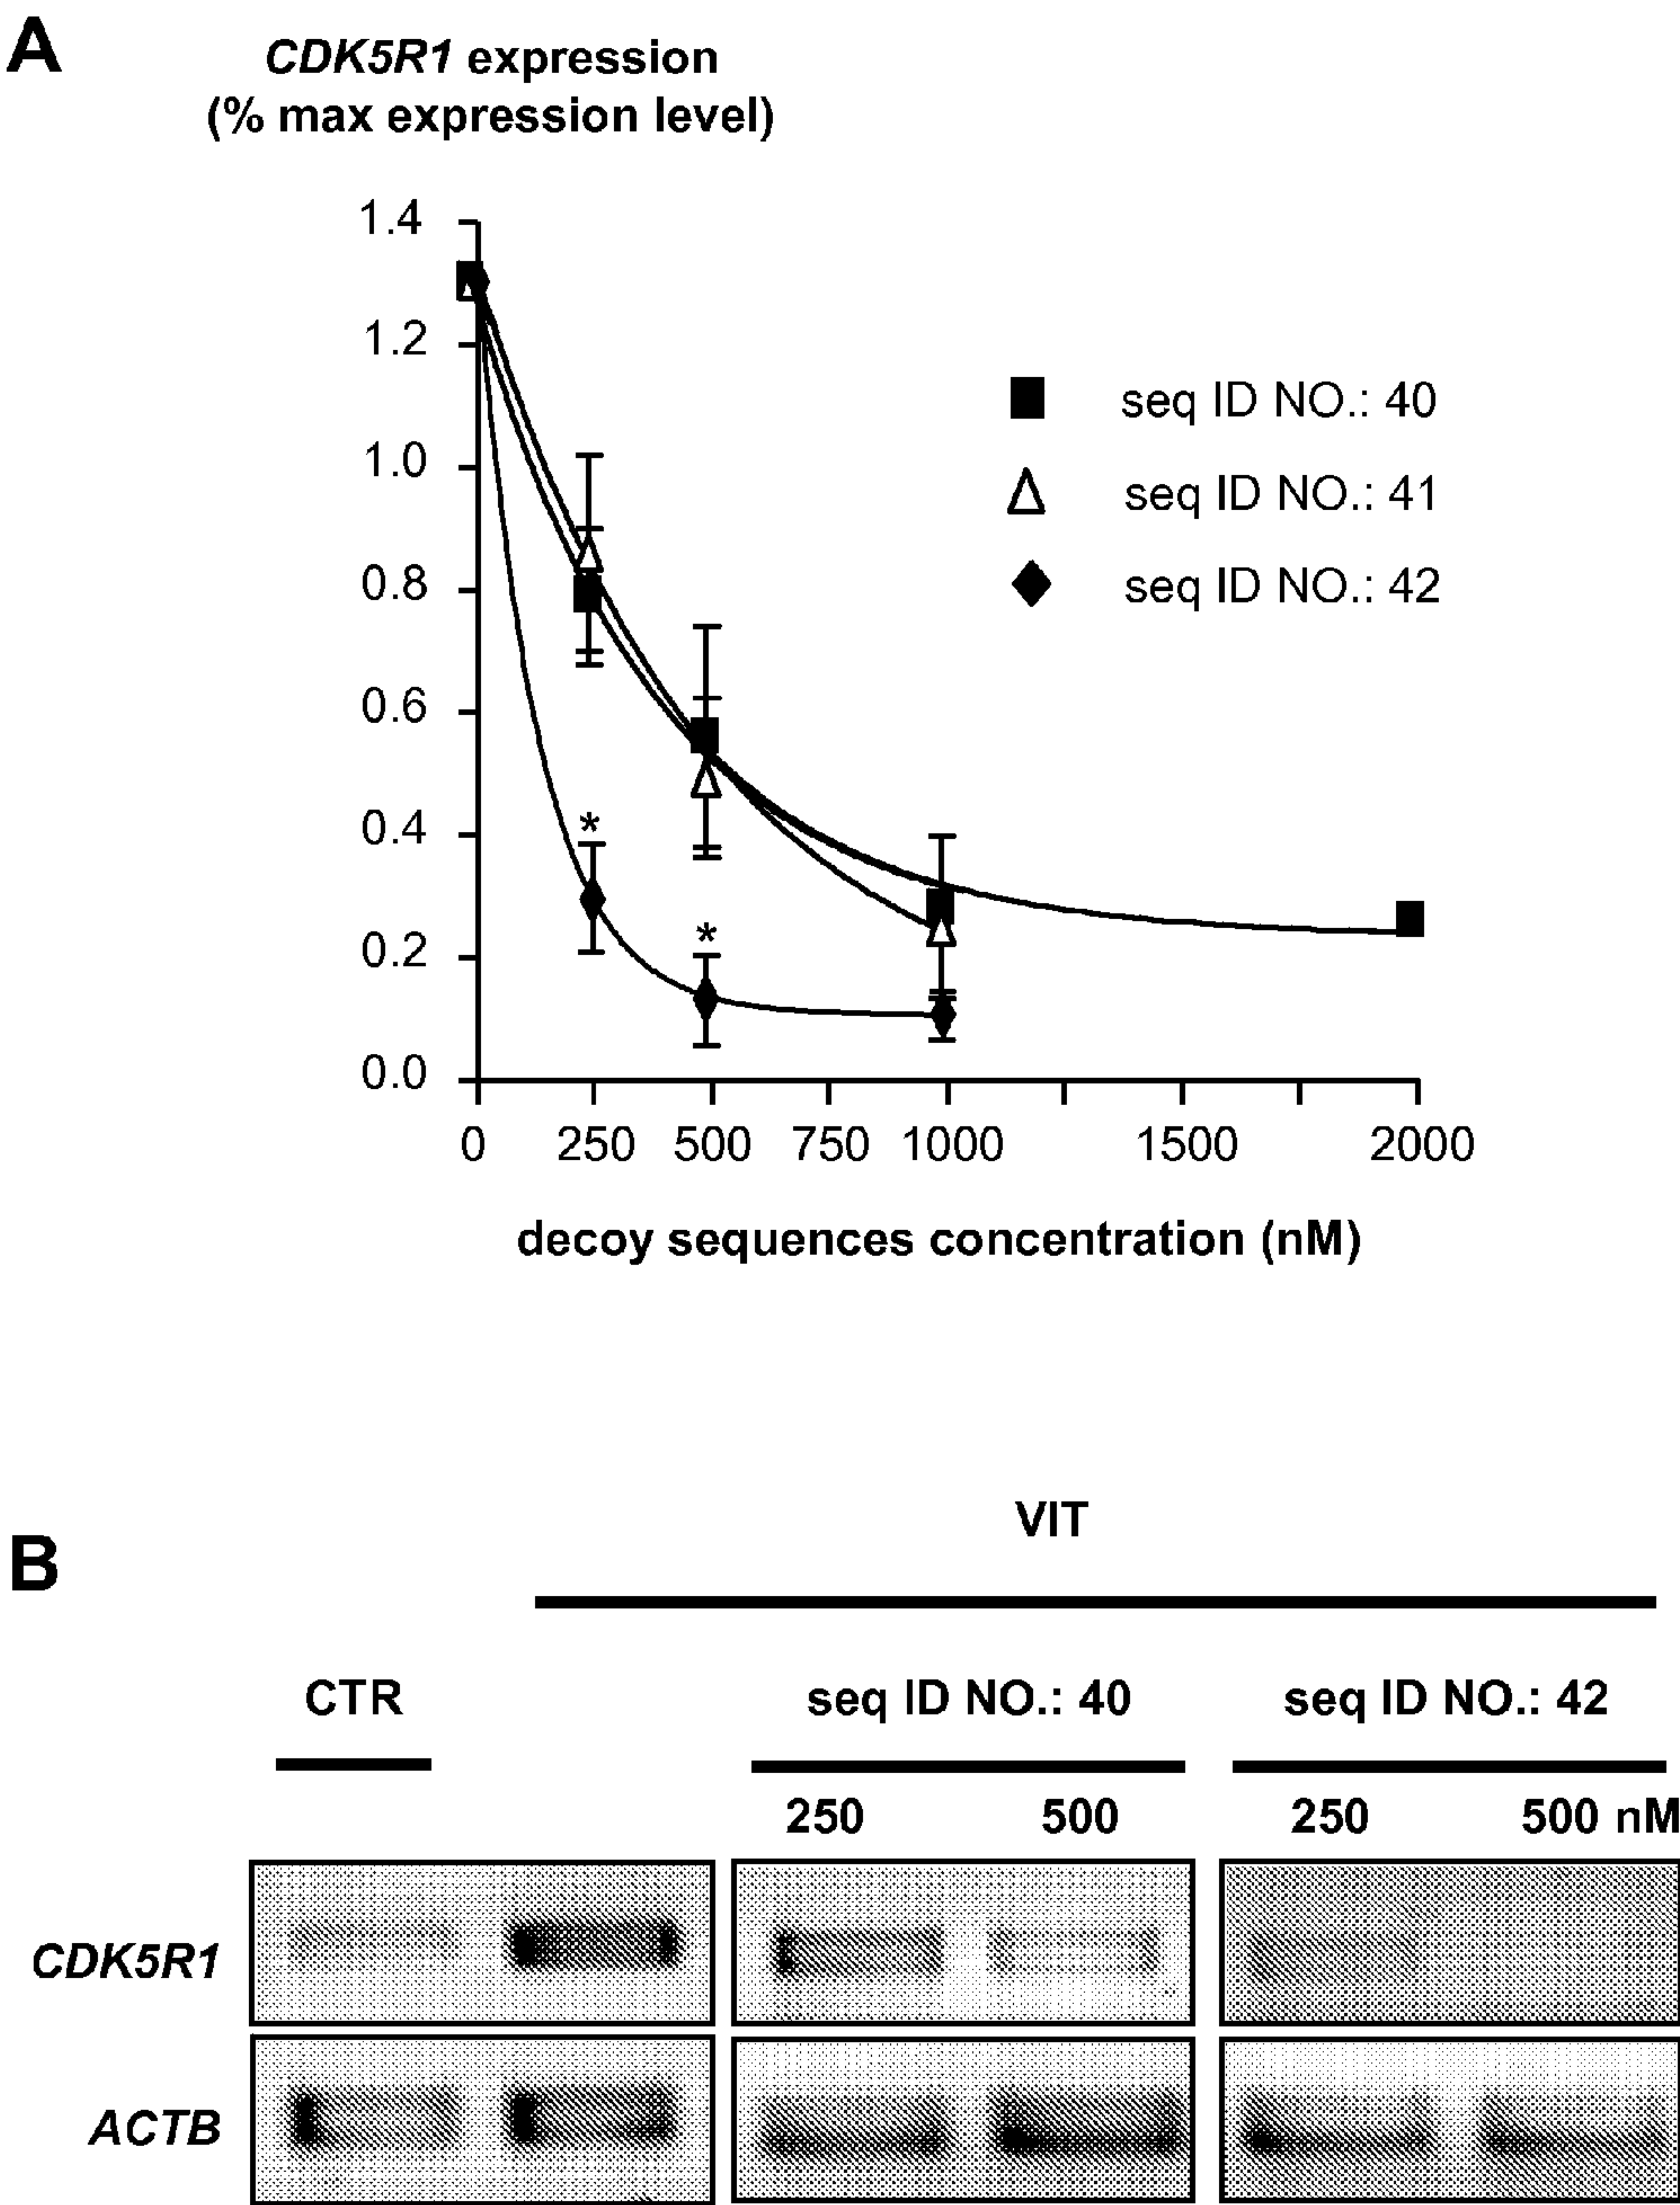 A
CDK5R1 expression
(% max expression level)
1.4
1.2
1.0
0.8
0.6
0.4
0.2
0.0
seq ID NO.: 40
seq ID NO.: 41
seq ID NO.: 42
*
*
0 250 500 750 1000 1500 2000
decoy sequences concentration (nM)
B
VIT
CTR seq ID NO.: 40 seq ID NO.: 42
250 500 250 500 nM
CDK5R1
ACTB